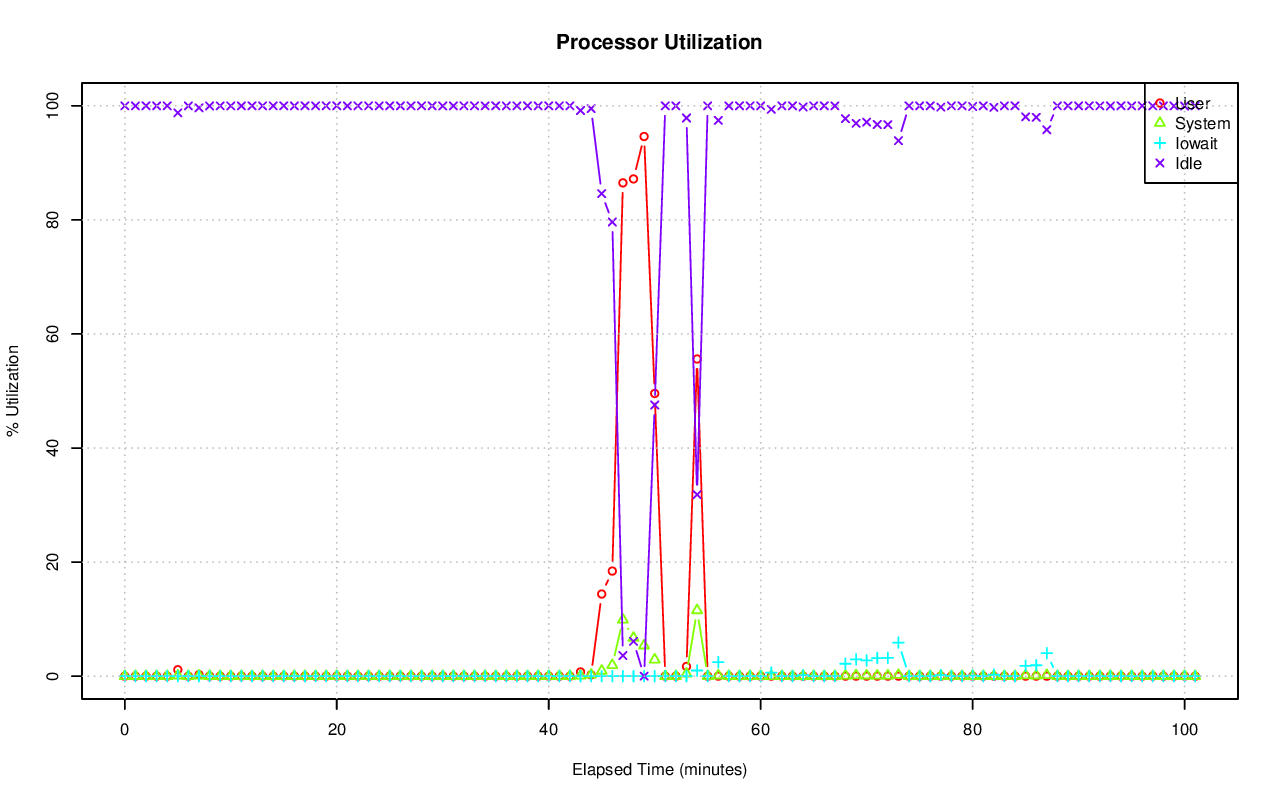 Processor Utilization
% Utilization
100
80
60
40
20
0
User
System
Iowait
Idle
0 20 40 60 80 100
Elapsed Time (minutes)